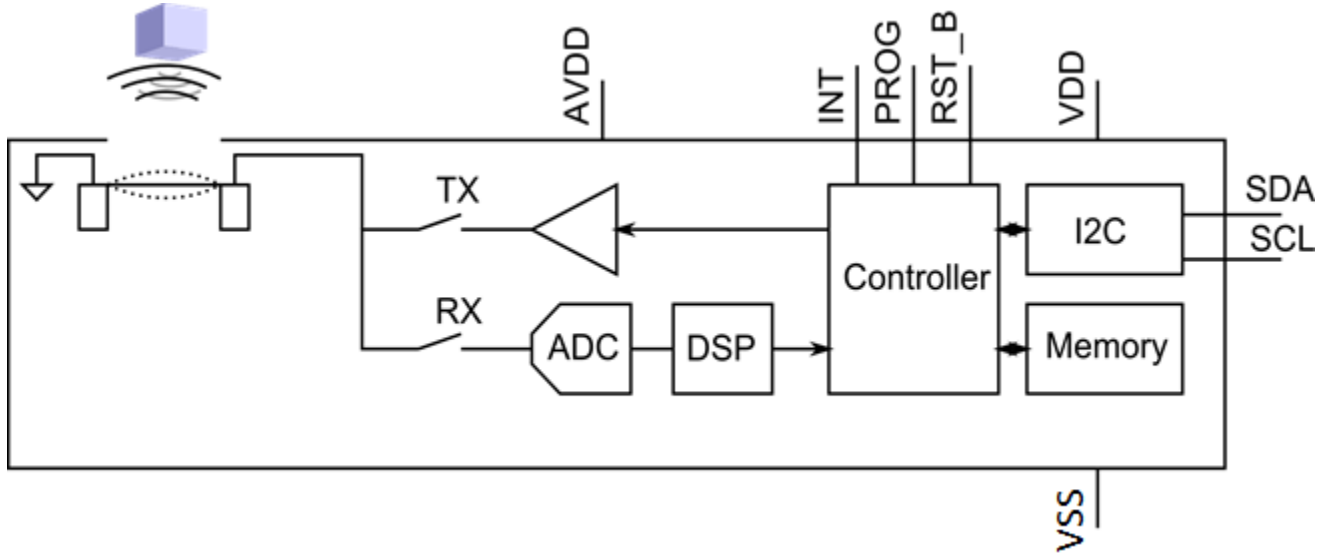 AVDD
INT
PROG
RST_B
VDD
TX
RX
ADC
DSP
Controller
I2C
Memory
SDA
SCL
VSS